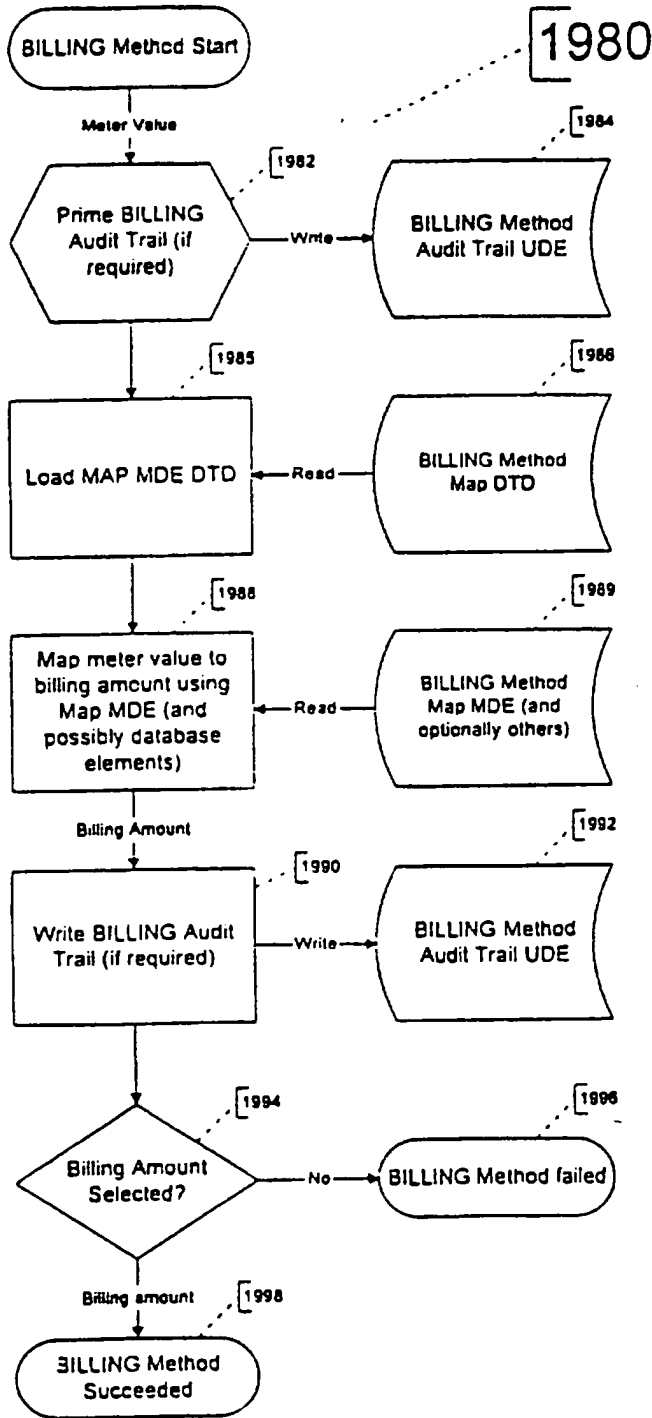 BILLING Method Start
1980
Meter Value
1984
1982
Prime BILLING
Audit Trail (if
required)
Write
BILLING Method
Audit Trail UDE
1985
1986
Load MAP MDE DTD
Read
BILLING Method
Map DTD
1988
1989
Map meter value to
billing amount using
Map MDE (and
possibly database
elements)
Read
BILLING Method
Map MDE (and
optionally others)
Billing Amount
1992
1990
Write BILLING Audit
Trail (if required)
Write
BILLING Method
Audit Trail UDE
1994
1996
Billing Amount
Selected?
No
BILLING Method failed
Billing amount
1998
BILLING Method
Succeeded